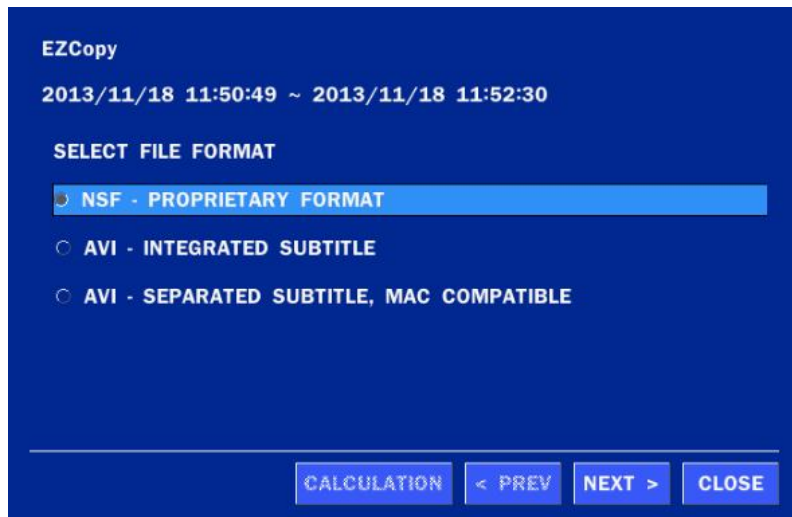 EZCopy
2013/11/18 11:50:49 ~ 2013/11/18 11:52:30
SELECT FILE FORMAT
NSF - PROPRIETARY FORMAT
AVI - INTEGRATED SUBTITLE
AVI - SEPARATED SUBTITLE, MAC COMPATIBLE
CALCULATION < PREV NEXT > CLOSE